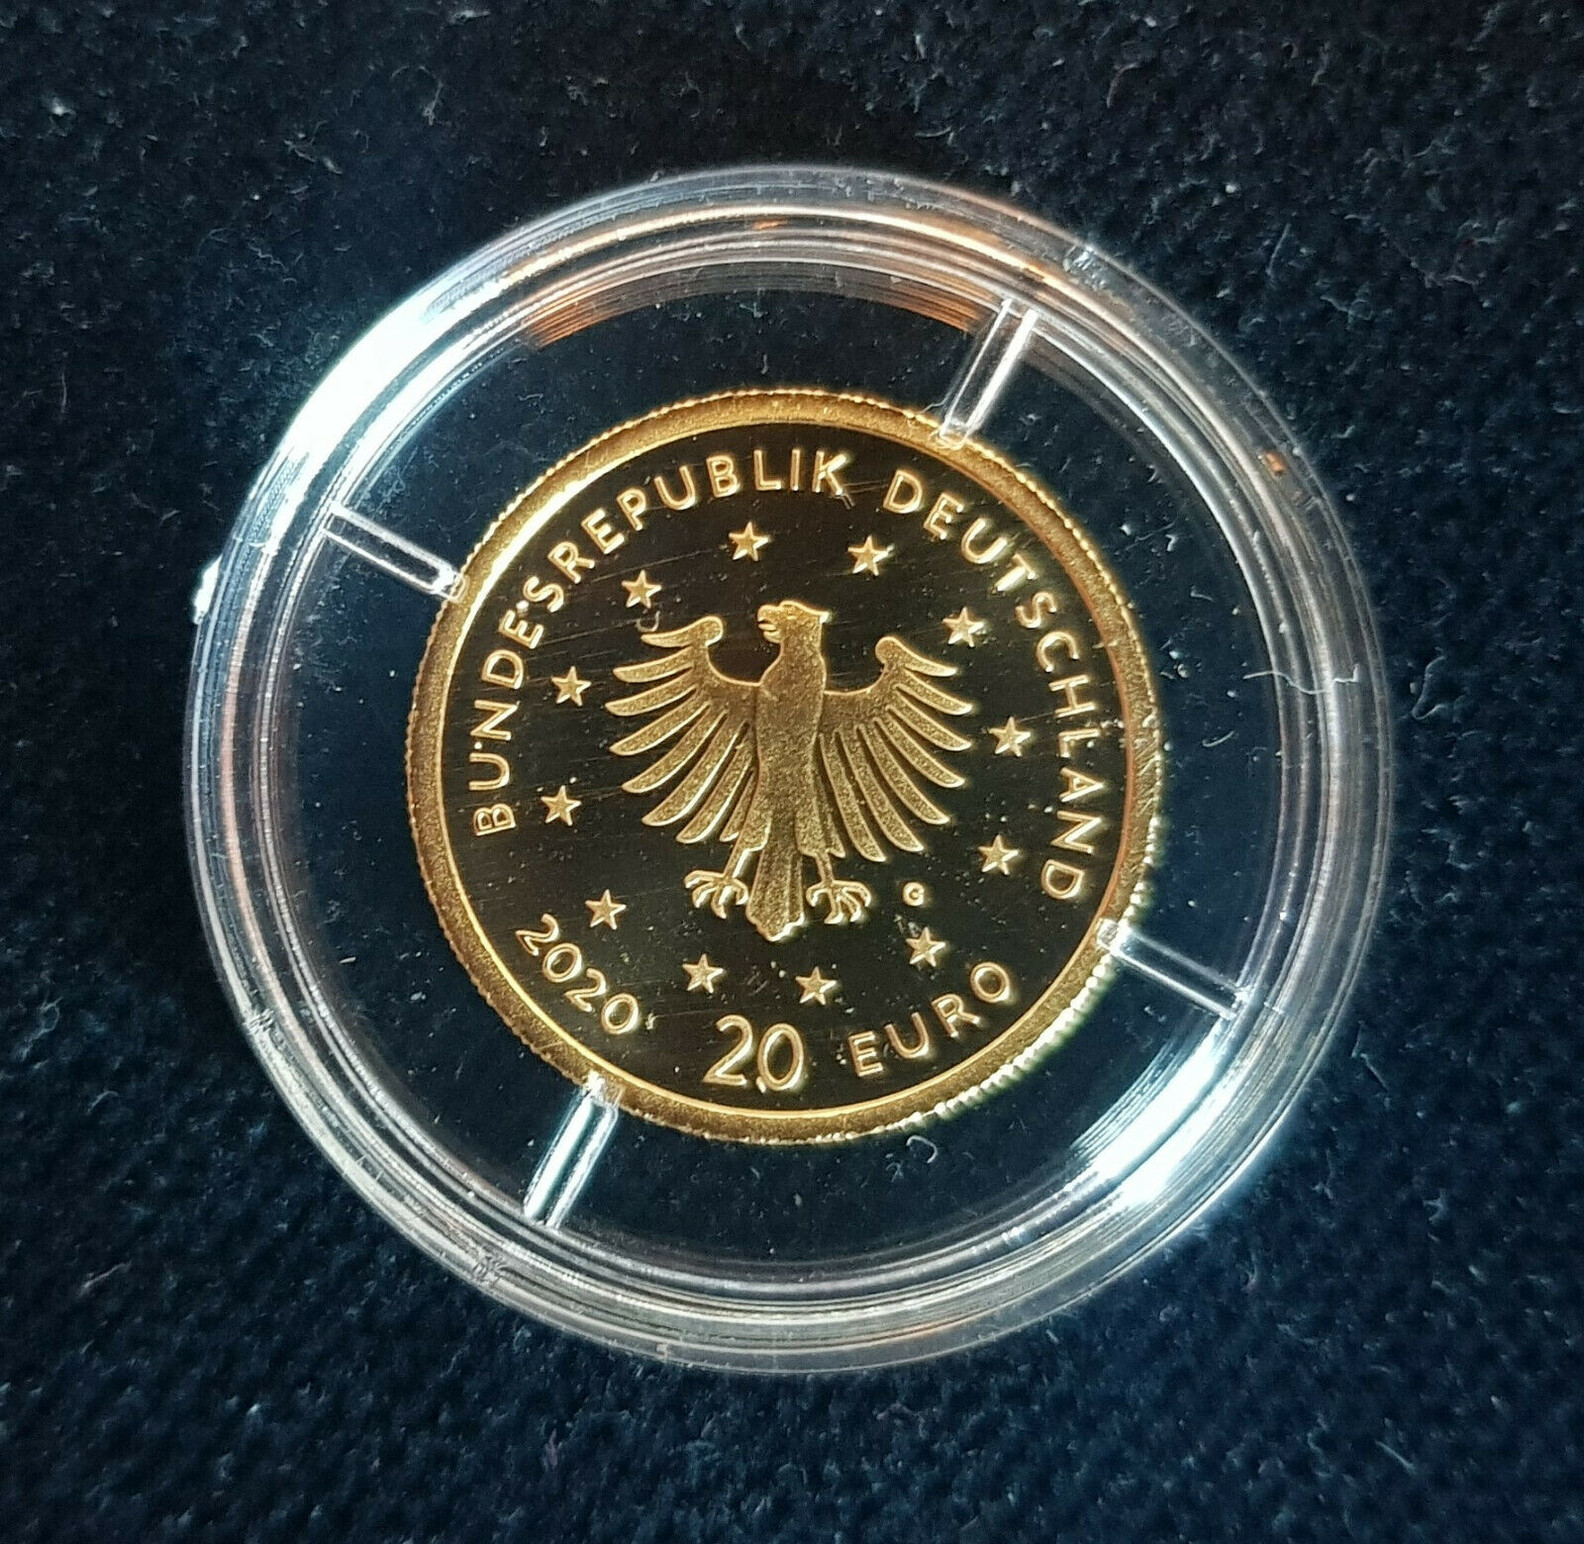 BUNDESREPUBLIK DEUTSCHLAND
G
2020 20 EURO